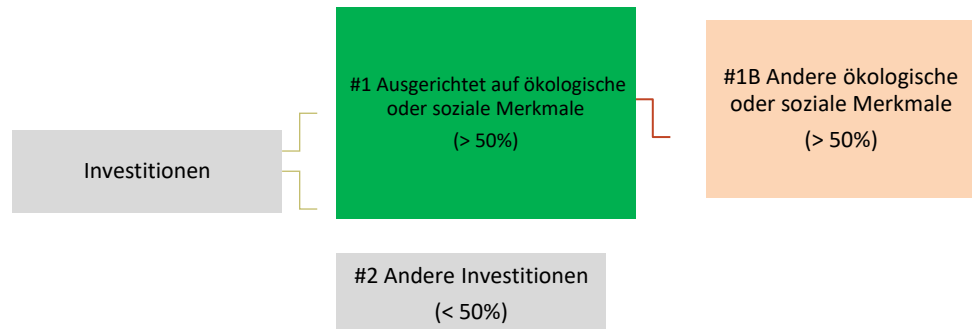 Investitionen
#1 Ausgerichtet auf ökologische
oder soziale Merkmale
(> 50%)
#1B Andere ökologische
oder soziale Merkmale
(> 50%)
#2 Andere Investitionen
(< 50%)